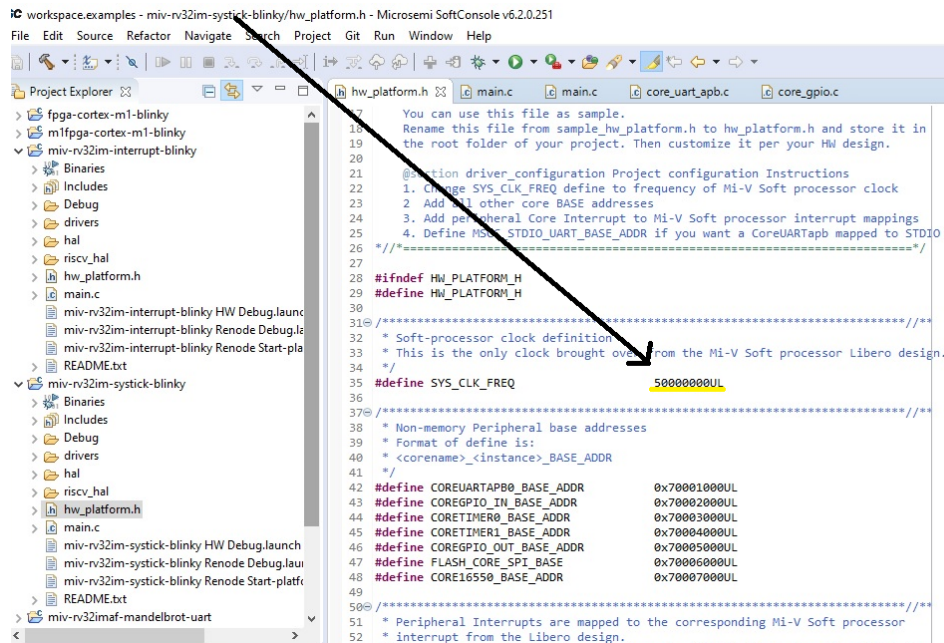 workspace.examples - miv-rv32im-systick-blinky/hw_platform.h - Microsemi SoftConsole v6.2.0.251
File Edit Source Refactor Navigate Search Project Git Run Window Help
Project Explorer
fpga-cortex-m1-blinky
m1fpga-cortex-m1-blinky
miv-rv32im-interrupt-blinky
Binaries
Includes
Debug
drivers
hal
riscv_hal
hw_platform.h
main.c
miv-rv32im-interrupt-blinky HW Debug.launc
miv-rv32im-interrupt-blinky Renode Debug.la
miv-rv32im-interrupt-blinky Renode Start-pla
README.txt
miv-rv32im-systick-blinky
Binaries
Includes
Debug
drivers
hal
riscv_hal
hw_platform.h
main.c
miv-rv32im-systick-blinky HW Debug.launch
miv-rv32im-systick-blinky Renode Debug.laun
miv-rv32im-systick-blinky Renode Start-platfo
README.txt
miv-rv32imaf-mandelbrot-uart
hw_platform.h main.c main.c core_uart_apb.c core_gpio.c
17 You can use this file as sample.
18 Rename this file from sample_hw_platform.h to hw_platform.h and store it in
19 the root folder of your project. Then customize it per your HW design.
20
21 @section driver_configuration Project configuration Instructions
22 1. Change SYS_CLK_FREQ define to frequency of Mi-V Soft processor clock
23 2 Add all other core BASE addresses
24 3. Add peripheral Core Interrupt to Mi-V Soft processor interrupt mappings
25 4. Define MSCC_STDIO_UART_BASE_ADDR if you want a CoreUARTapb mapped to STDIO
26 *//*=========================================================================*/
27
28 #ifndef HW_PLATFORM_H
29 #define HW_PLATFORM_H
30
31 /***************************************************************************//**
32 * Soft-processor clock definition
33 * This is the only clock brought over from the Mi-V Soft processor Libero design.
34 */
35 #define SYS_CLK_FREQ 50000000UL
36
37 /***************************************************************************//**
38 * Non-memory Peripheral base addresses
39 * Format of define is:
40 * <corename>_<instance>_BASE_ADDR
41 */
42 #define COREUARTAPB0_BASE_ADDR 0x70001000UL
43 #define COREGPIO_IN_BASE_ADDR 0x70002000UL
44 #define CORETIMER0_BASE_ADDR 0x70003000UL
45 #define CORETIMER1_BASE_ADDR 0x70004000UL
46 #define COREGPIO_OUT_BASE_ADDR 0x70005000UL
47 #define FLASH_CORE_SPI_BASE 0x70006000UL
48 #define CORE16550_BASE_ADDR 0x70007000UL
49
50 /***************************************************************************//**
51 * Peripheral Interrupts are mapped to the corresponding Mi-V Soft processor
52 * interrupt from the Libero design.